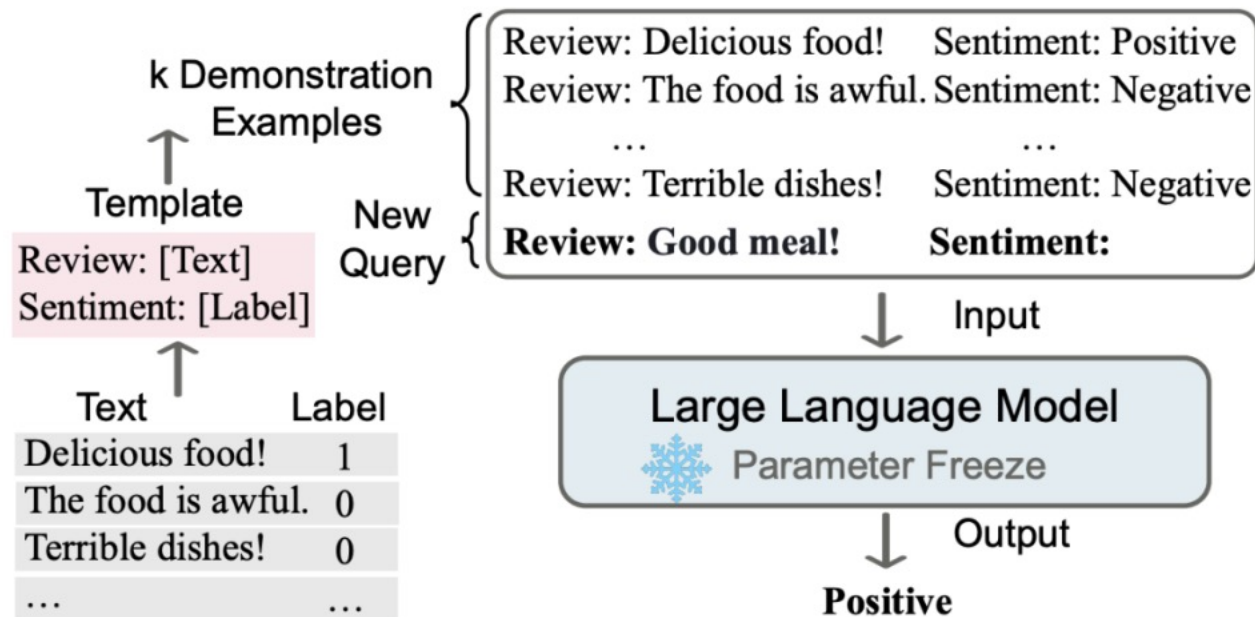 k Demonstration
Examples
Template
Review: [Text]
Sentiment: [Label]
Text Label
Delicious food! 1
The food is awful. 0
Terrible dishes! 0
… …
Review: Delicious food! Sentiment: Positive
Review: The food is awful. Sentiment: Negative
… …
Review: Terrible dishes! Sentiment: Negative
New
Query
Review: Good meal! Sentiment:
Input
Large Language Model
Parameter Freeze
Output
Positive